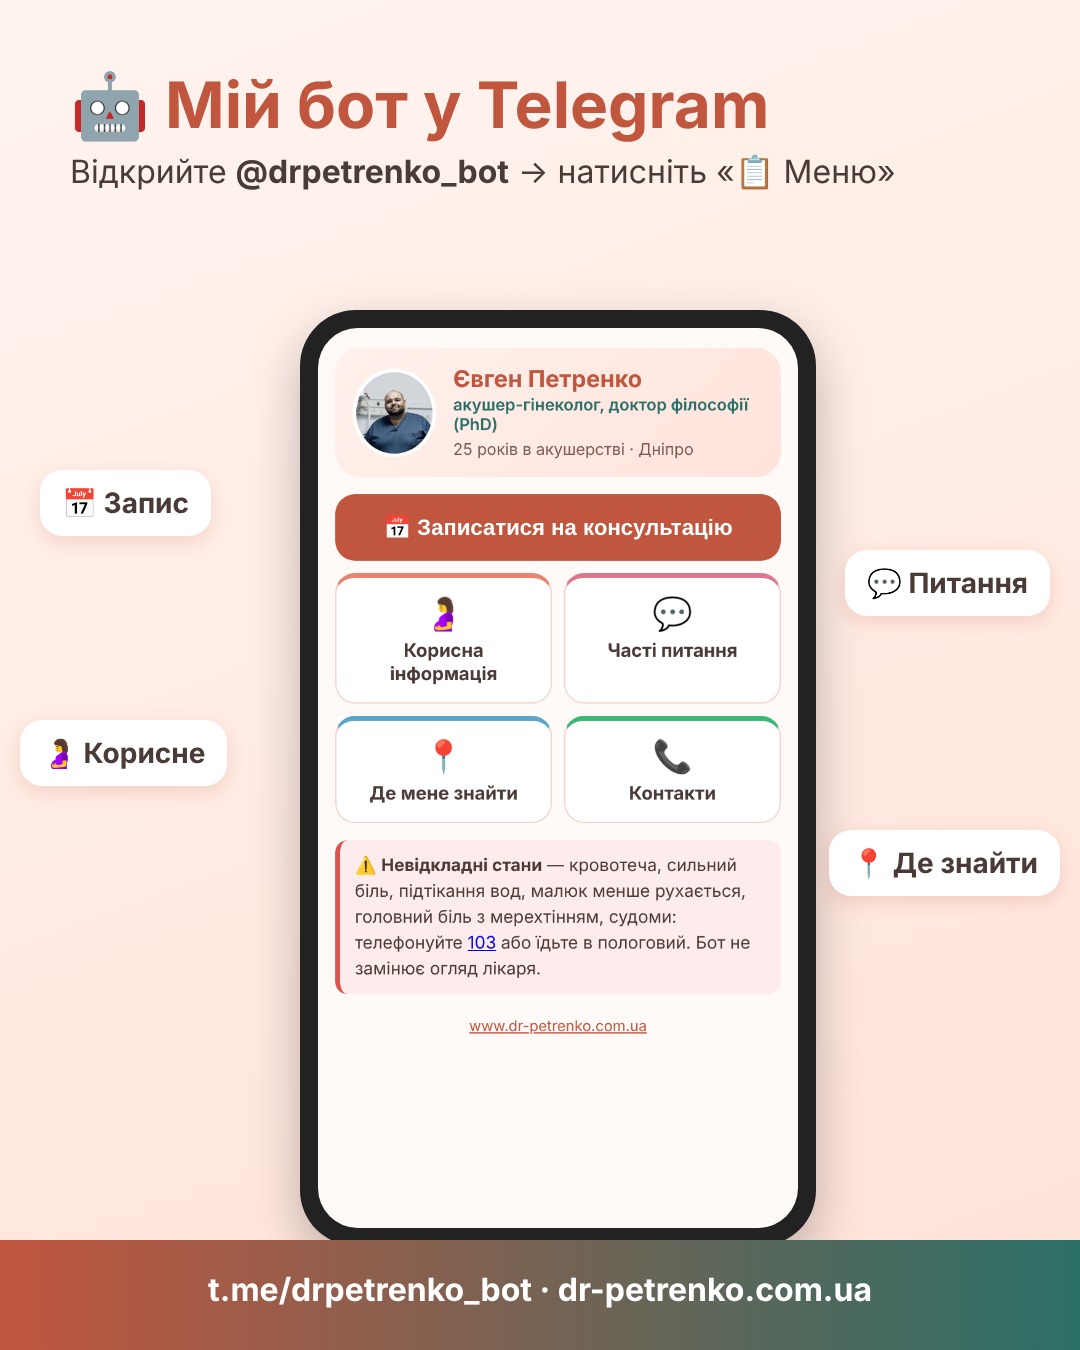 🤖 Мій бот у Telegram
Відкрийте @drpetrenko_bot → натисніть «📋 Меню»
Євген Петренко
акушер-гінеколог, доктор філософії
(PhD)
25 років в акушерстві · Дніпро
📅 Запис
📅 Записатися на консультацію
💬 Питання
🤰 Корисна
інформація
💬 Часті питання
🤰 Корисне
📍 Де мене знайти
📞 Контакти
📍 Де знайти
⚠️ Невідкладні стани — кровотеча, сильний
біль, підтікання вод, малюк менше рухається,
головний біль з мерехтінням, судоми:
телефонуйте 103 або їдьте в пологовий. Бот не
замінює огляд лікаря.
www.dr-petrenko.com.ua
t.me/drpetrenko_bot · dr-petrenko.com.ua